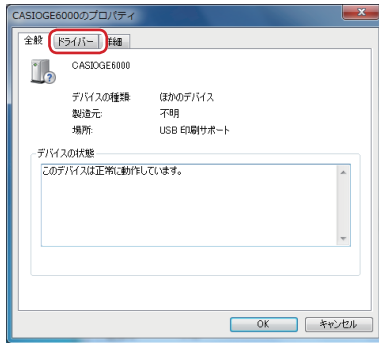 CASIOGE6000のプロパティ
全般 ドライバー 詳細
CASIOGE6000
デバイスの種類: ほかのデバイス
製造元: 不明
場所: USB 印刷サポート
デバイスの状態
このデバイスは正常に動作しています。
OK キャンセル